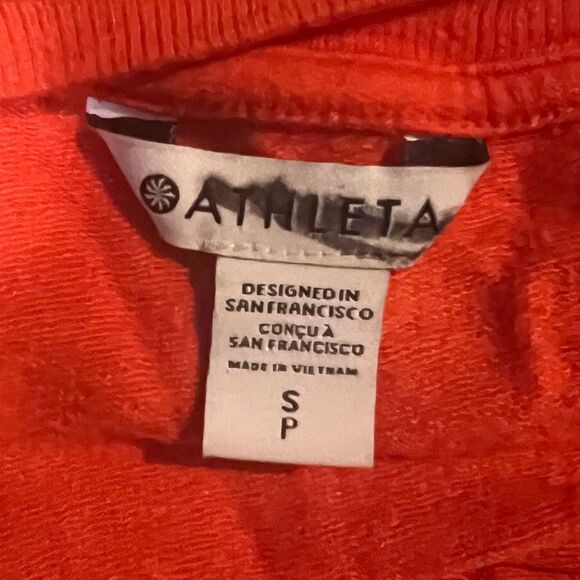 ATHLETA
DESIGNED IN
SAN FRANCISCO
CONÇU À
SAN FRANCISCO
MADE IN VIETNAM
S
P